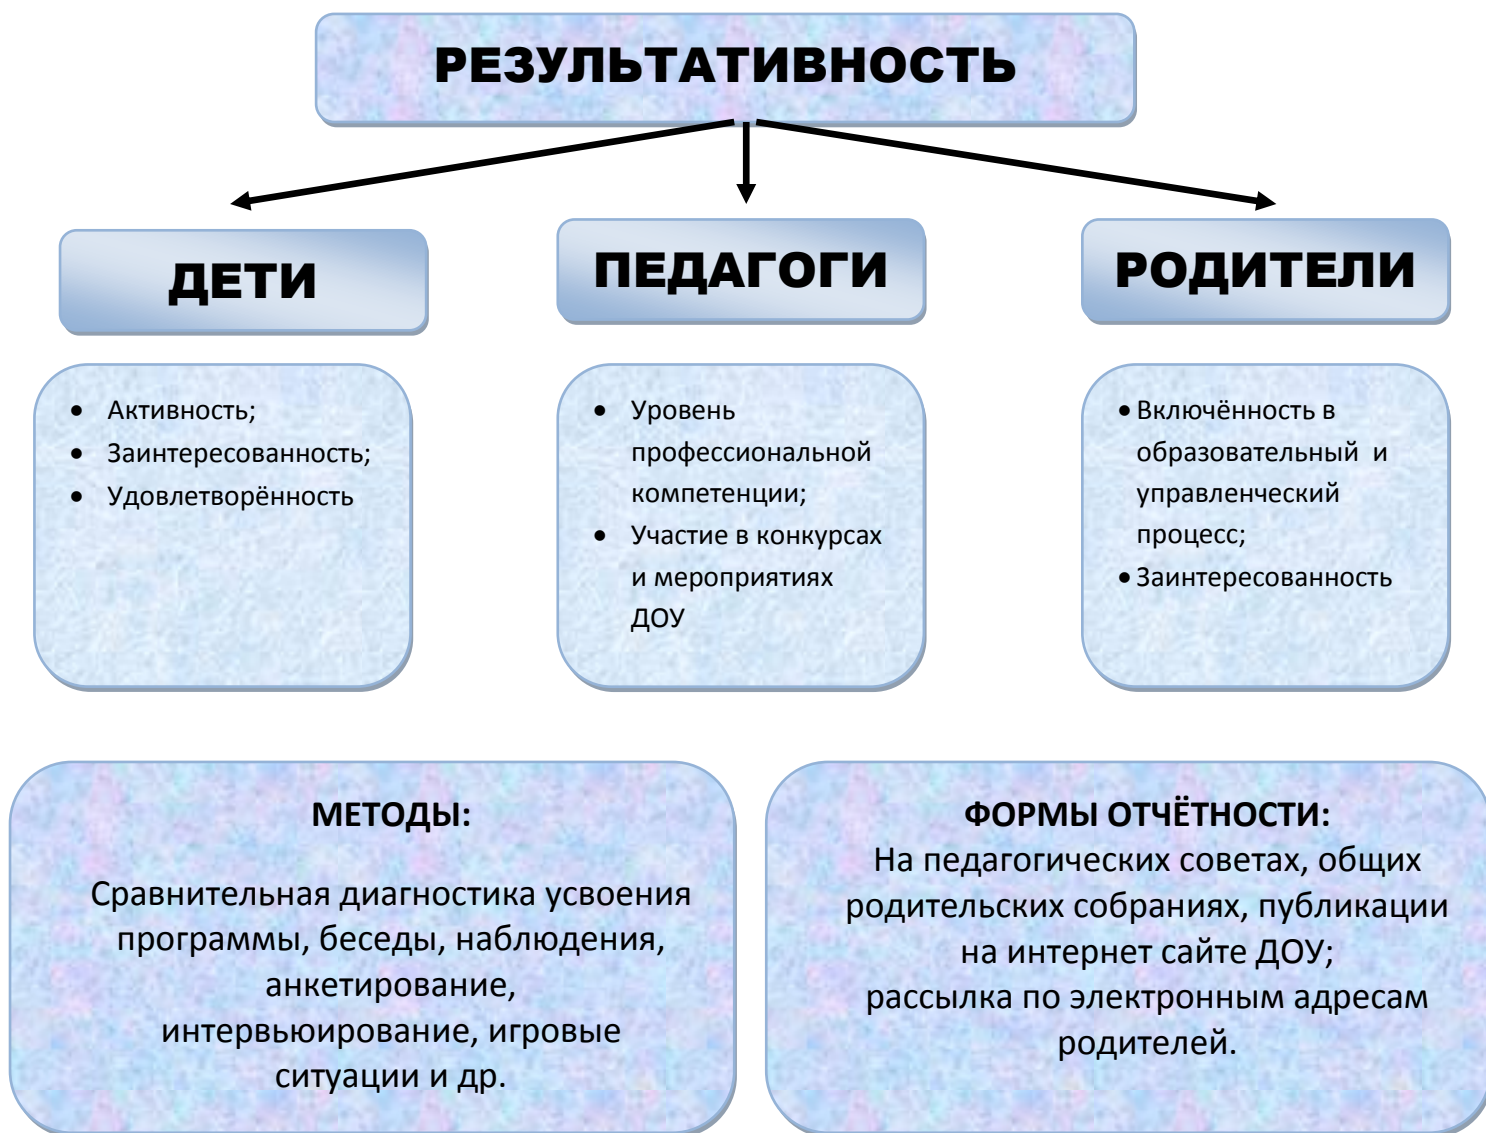 РЕЗУЛЬТАТИВНОСТЬ
ДЕТИ
• Активность;
• Заинтересованность;
• Удовлетворённость
ПЕДАГОГИ
• Уровень
профессиональной
компетенции;
• Участие в конкурсах
и мероприятиях
ДОУ
РОДИТЕЛИ
• Включённость в
образовательный и
управленческий
процесс;
• Заинтересованность
МЕТОДЫ:
Сравнительная диагностика усвоения
программы, беседы, наблюдения,
анкетирование,
интервьюирование, игровые
ситуации и др.
ФОРМЫ ОТЧЁТНОСТИ:
На педагогических советах, общих
родительских собраниях, публикации
на интернет сайте ДОУ;
рассылка по электронным адресам
родителей.